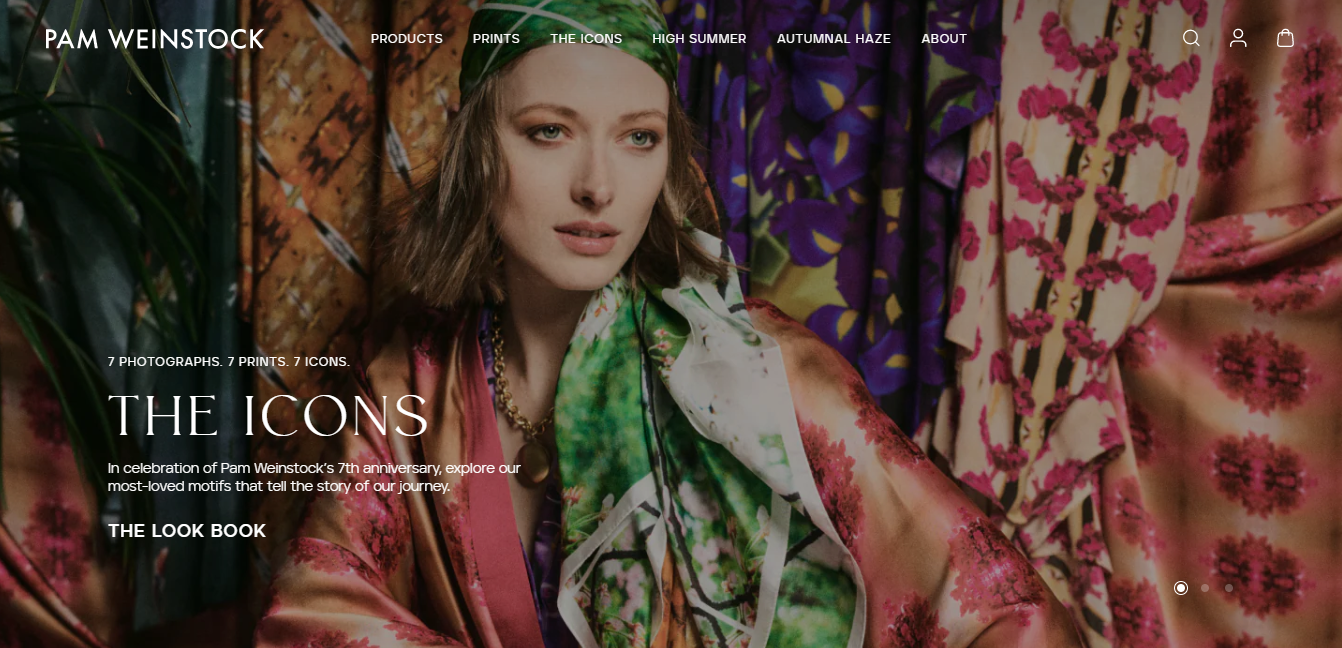 PAM WEINSTOCK
PRODUCTS PRINTS THE ICONS HIGH SUMMER AUTUMNAL HAZE ABOUT
7 PHOTOGRAPHS. 7 PRINTS. 7 ICONS.
THE ICONS
In celebration of Pam Weinstock's 7th anniversary, explore our
most-loved motifs that tell the story of our journey.
THE LOOK BOOK